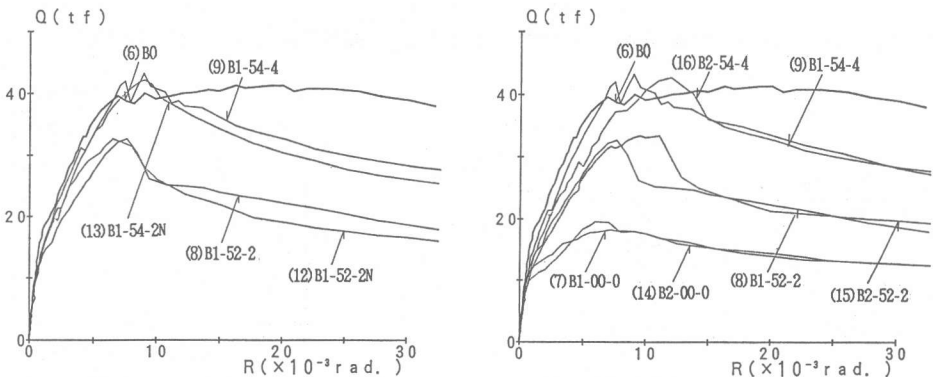 Q(tf)
(6)B0
(9)B1-54-4
40
20
(13)B1-54-2N
(8)B1-52-2
(12)B1-52-2N
0
0
10
20
30
R(×10⁻³rad.)
Q(tf)
(6)B0
(16)B2-54-4
(9)B1-54-4
40
20
(7)B1-00-0
(14)B2-00-0
(8)B1-52-2
(15)B2-52-2
0
0
10
20
30
R(×10⁻³rad.)